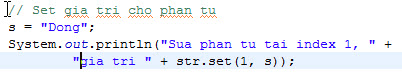 // Set gia tri cho phan tu
s = "Dong";
System.out.println("Sua phan tu tai index 1, " +
"gia tri " + str.set(1, s));